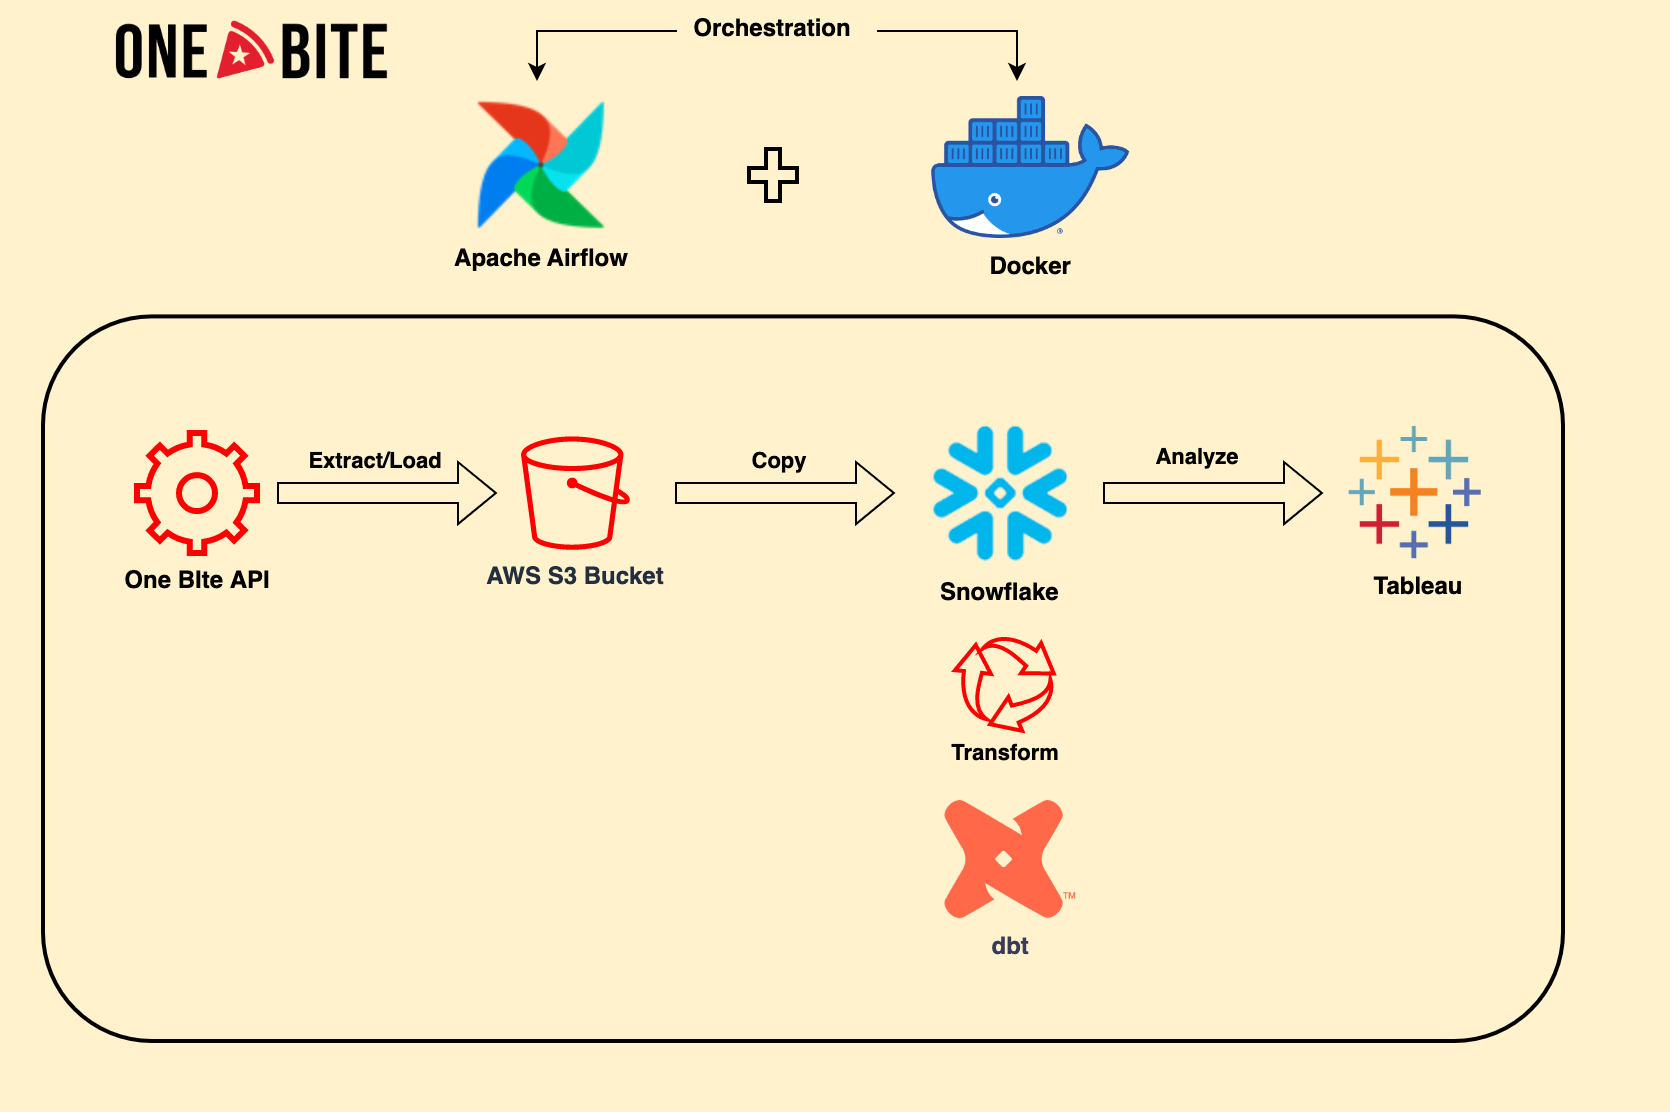 ONE BITE
Orchestration
Apache Airflow
Docker
Extract/Load
Copy
Analyze
One BIte API
AWS S3 Bucket
Snowflake
Tableau
Transform
TM
dbt